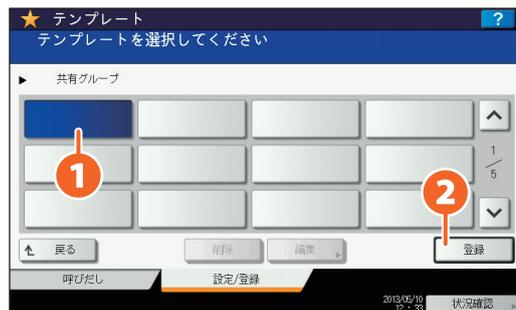 テンプレート
?
テンプレートを選択してください
共有グループ
1
1
5
2
戻る
削除
編集
登録
呼びだし
設定/登録
2013/05/10
12:33
状況確認